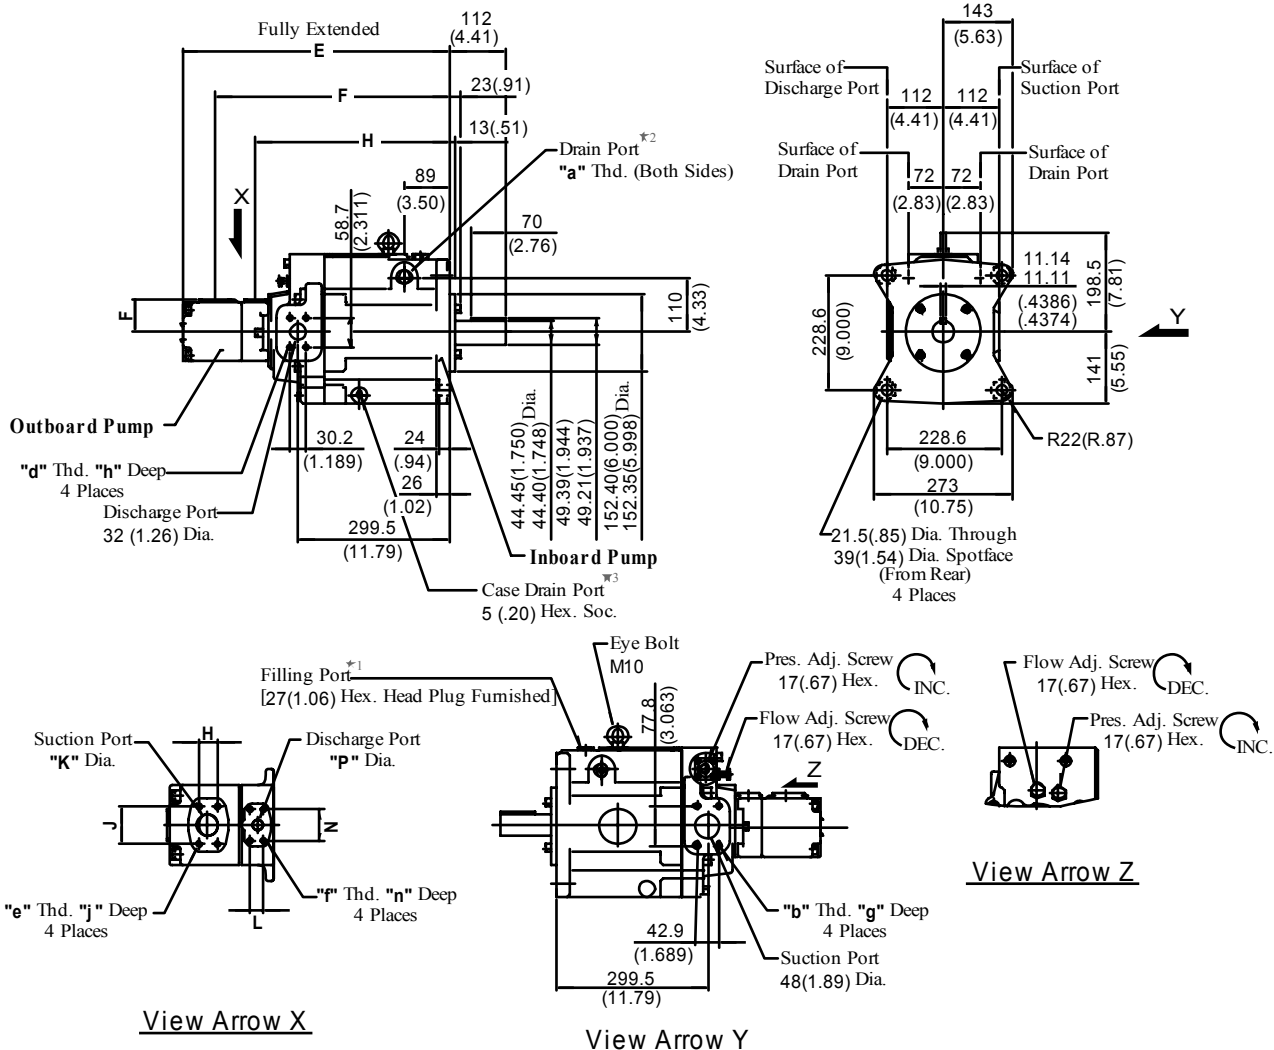 Fully Extended
E
112
(4.41)
F
23(.91)
H
13(.51)
Drain Port★2
"a" Thd. (Both Sides)
89
(3.50)
X
58.7
(2.311)
70
(2.76)
110
(4.33)
F
Outboard Pump
"d" Thd. "h" Deep
4 Places
Discharge Port
32 (1.26) Dia.
30.2
(1.189)
24
(.94)
26
(1.02)
299.5
(11.79)
44.45(1.750) Dia.
44.40(1.748)
49.39(1.944)
49.21(1.937)
152.40(6.000) Dia.
152.35(5.998)
Inboard Pump
Case Drain Port★3
5 (.20) Hex. Soc.
143
(5.63)
Surface of
Discharge Port
Surface of
Suction Port
112
(4.41)
112
(4.41)
Surface of
Drain Port
Surface of
Drain Port
72
(2.83)
72
(2.83)
11.14
11.11
(.4386)
(.4374)
198.5
(7.81)
141
(5.55)
228.6
(9.000)
Y
R22(R.87)
228.6
(9.000)
273
(10.75)
21.5(.85) Dia. Through
39(1.54) Dia. Spotface
(From Rear)
4 Places
Filling Port★1
[27(1.06) Hex. Head Plug Furnished]
Eye Bolt
M10
77.8
(3.063)
Pres. Adj. Screw
17(.67) Hex.
INC.
Flow Adj. Screw
17(.67) Hex.
DEC.
Z
Flow Adj. Screw
17(.67) Hex.
DEC.
Pres. Adj. Screw
17(.67) Hex.
INC.
View Arrow Z
Suction Port
"K" Dia.
H
Discharge Port
"P" Dia.
J
N
"e" Thd. "j" Deep
4 Places
L
"f" Thd. "n" Deep
4 Places
View Arrow X
42.9
(1.689)
299.5
(11.79)
"b" Thd. "g" Deep
4 Places
Suction Port
48(1.89) Dia.
View Arrow Y